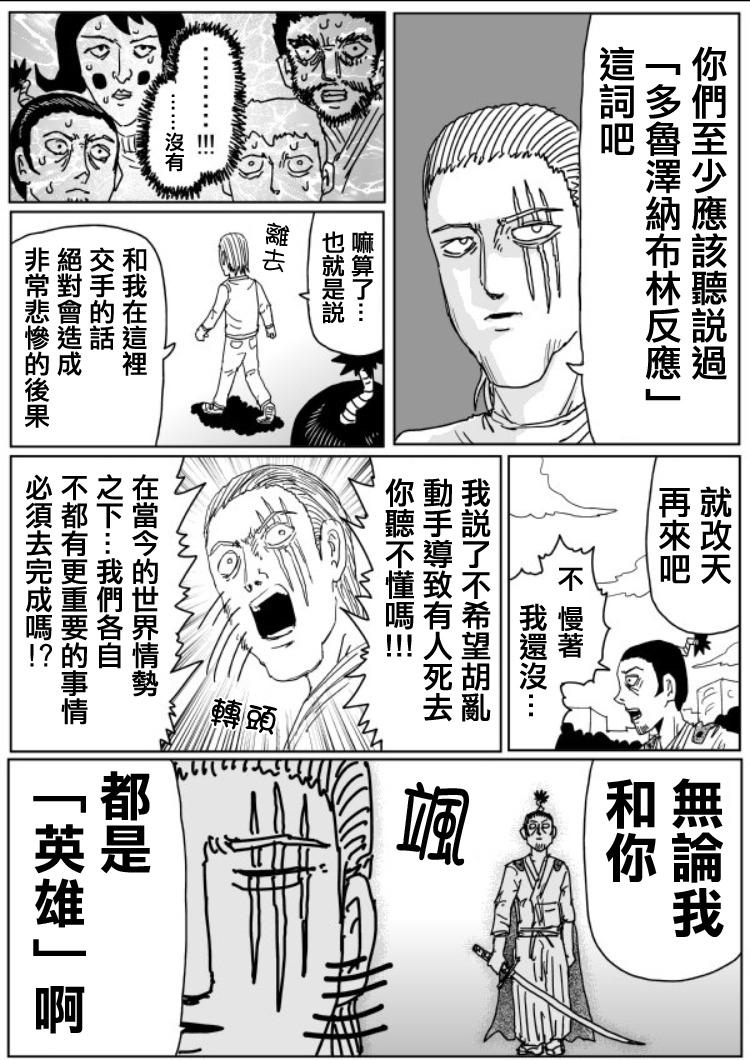 你們至少應該聽説過
「多魯澤納布林反應」
這詞吧
………!!!
……沒有
嘛算了…
也就是説
離去
和我在這裡
交手的話
絕對會造成
非常悲慘的後果
就改天
再來吧
不 慢著
我還沒…
我説了不希望胡亂
動手導致有人死去
你聽不懂嗎!!!
轉頭
在當今的世界情勢
之下…我們各自
不都有更重要的事情
必須去完成嗎!?
無論我
和你
颯
都是
「英雄」啊